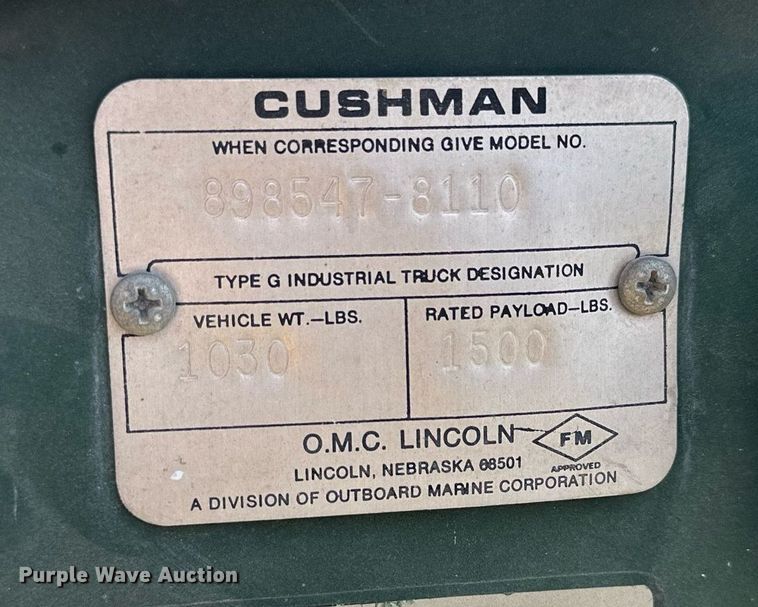 CUSHMAN
WHEN CORRESPONDING GIVE MODEL NO.
898547-8110
TYPE G INDUSTRIAL TRUCK DESIGNATION
VEHICLE WT.-LBS.
1030
RATED PAYLOAD-LBS.
1500
O.M.C. LINCOLN
FM
APPROVED
LINCOLN, NEBRASKA 68501
A DIVISION OF OUTBOARD MARINE CORPORATION
Purple Wave Auction